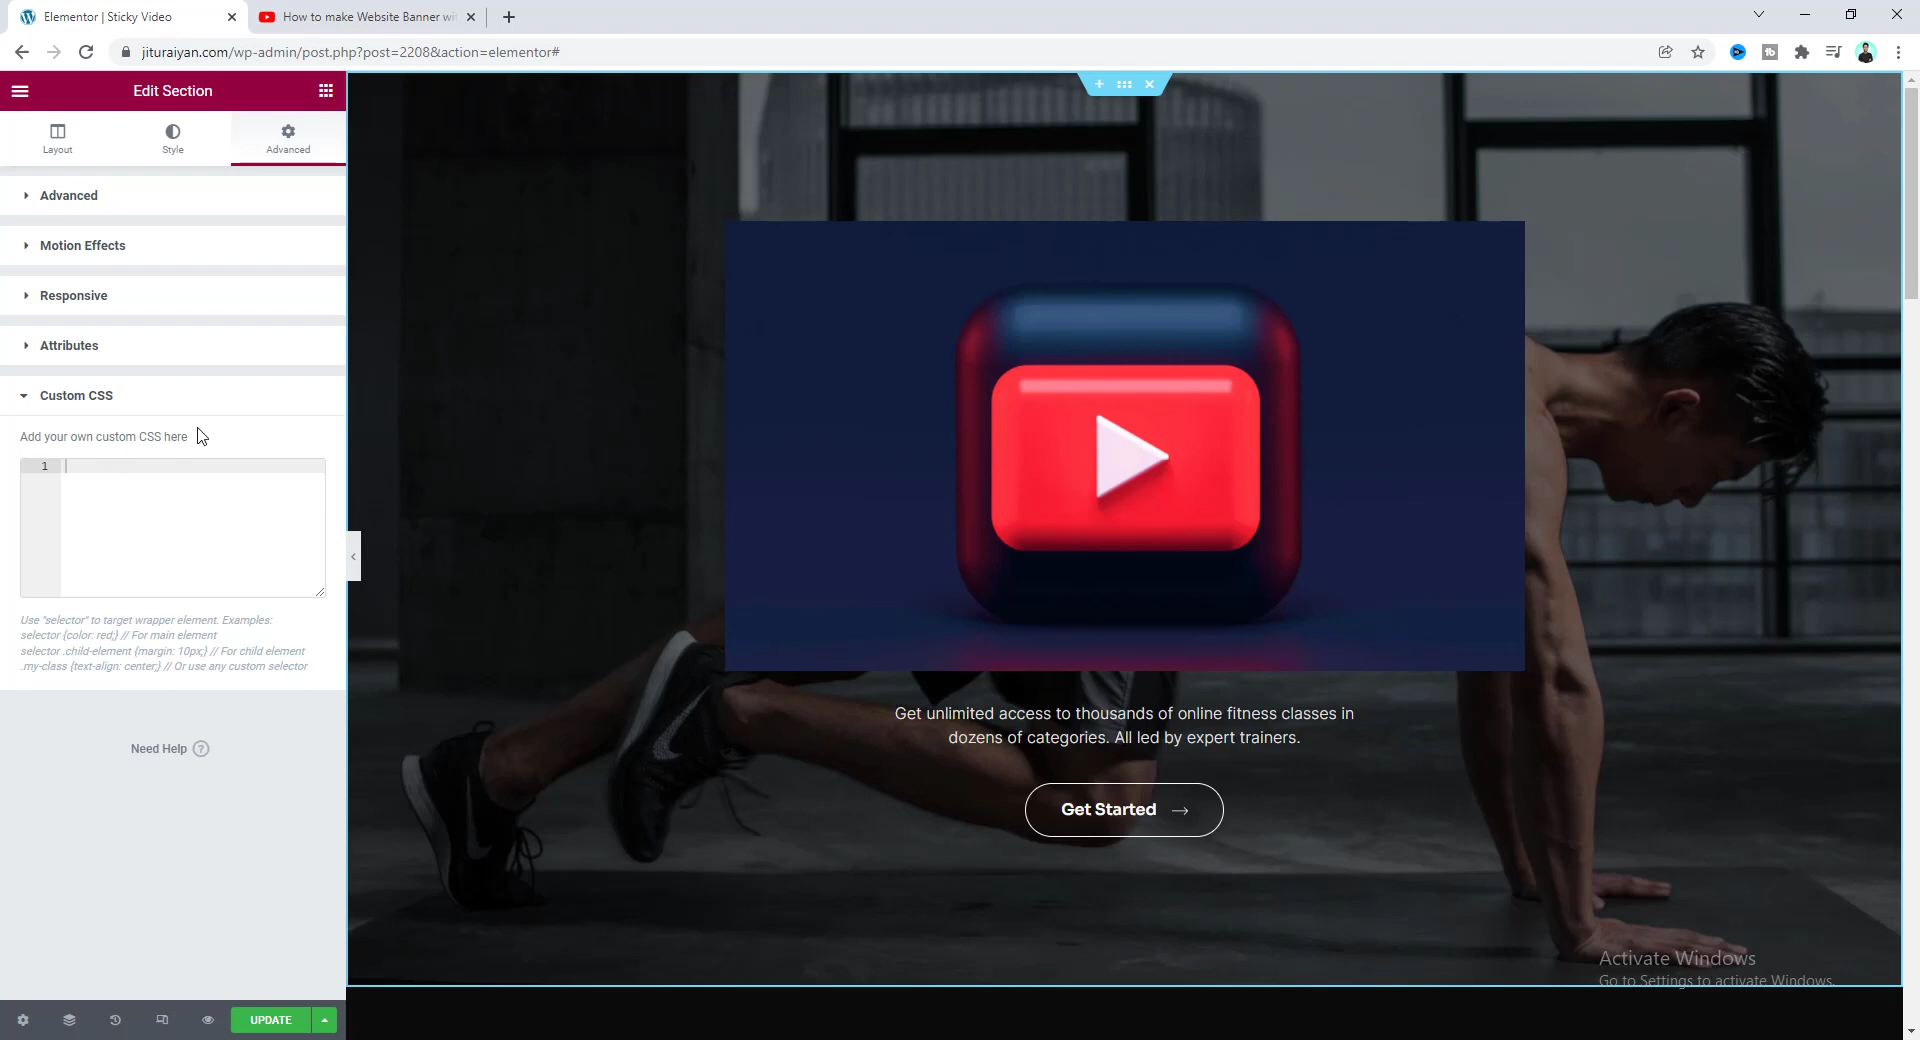 Elementor | Sticky Video
How to make Website Banner wi
jituraiyan.com/wp-admin/post.php?post=2208&action=elementor#
Edit Section
Layout
Style
Advanced
Advanced
Motion Effects
Responsive
Attributes
Custom CSS
Add your own custom CSS here
1
Use "selector" to target wrapper element. Examples:
selector {color: red;} // For main element
selector .child-element {margin: 10px;} // For child element
.my-class {text-align: center;} // Or use any custom selector
Need Help ?
UPDATE
Get unlimited access to thousands of online fitness classes in
dozens of categories. All led by expert trainers.
Get Started →
Activate Windows
Go to Settings to activate Windows.